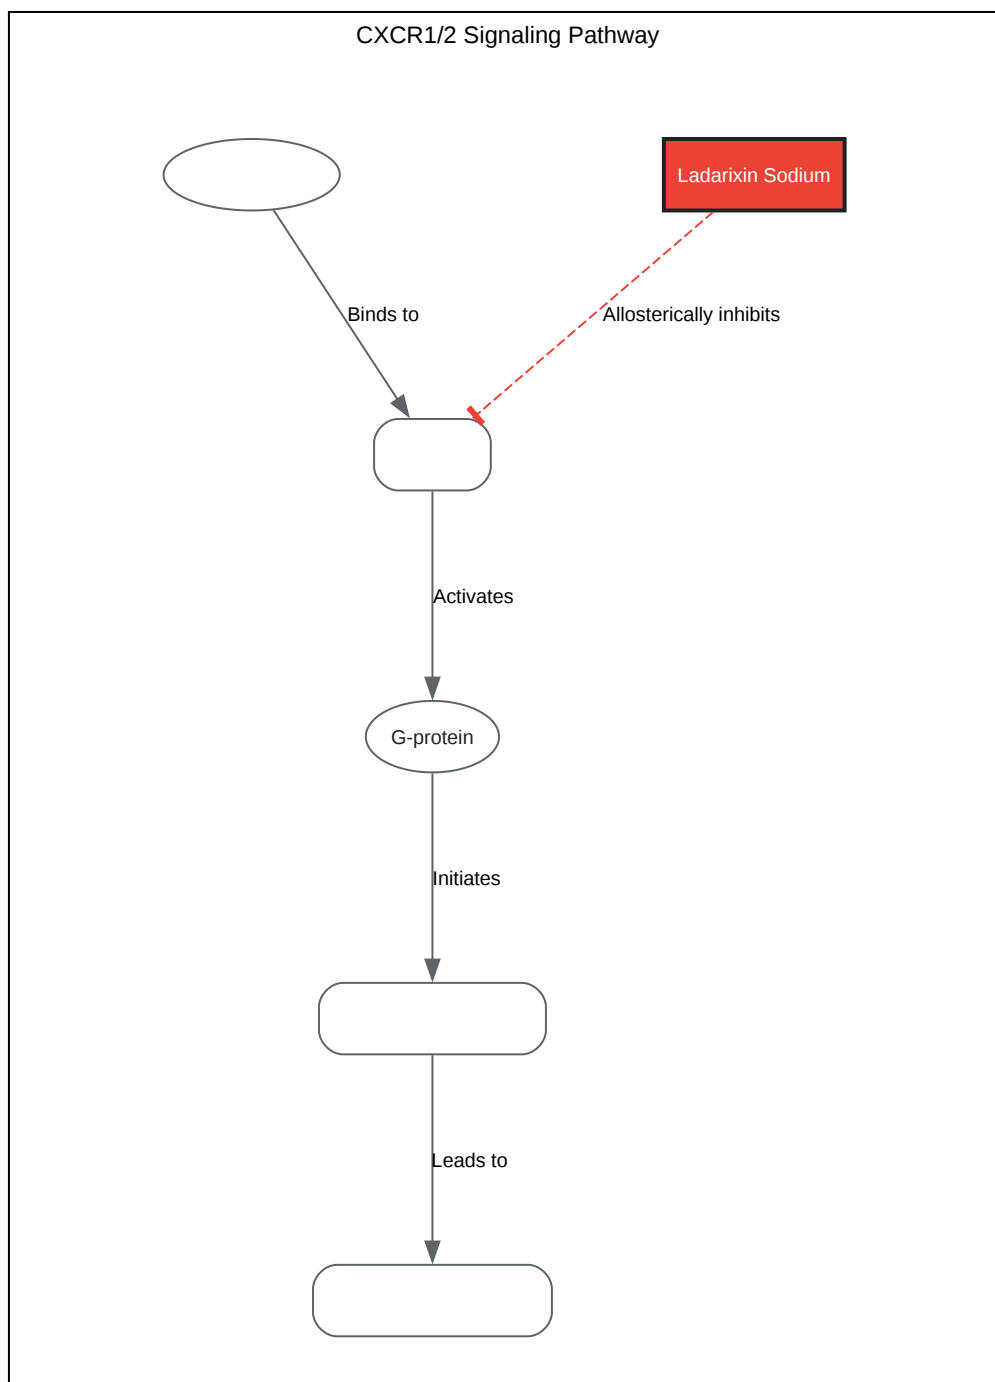 CXCR1/2 Signaling Pathway
Ladarixin Sodium
Binds to
Allosterically inhibits
Activates
G-protein
Initiates
Leads to